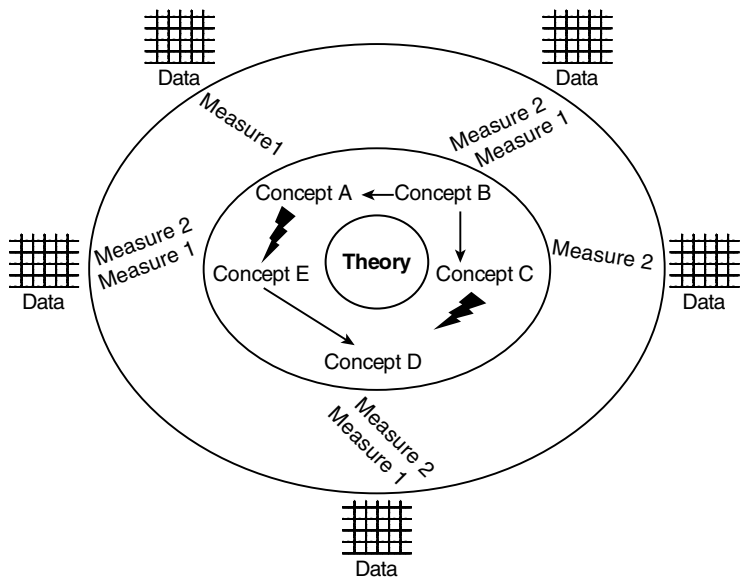 Data
Data
Measure1
Measure 2
Measure 1
Concept A
Concept B
Measure 2
Measure 1
Theory
Measure 2
Concept E
Concept C
Data
Data
Concept D
Measure 2
Measure 1
Data